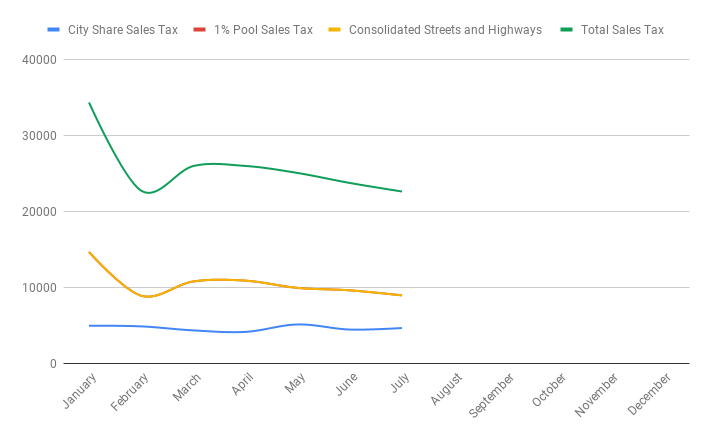 City Share Sales Tax 1% Pool Sales Tax Consolidated Streets and Highways Total Sales Tax
40000
30000
20000
10000
0
January February March April May June July August September October November December